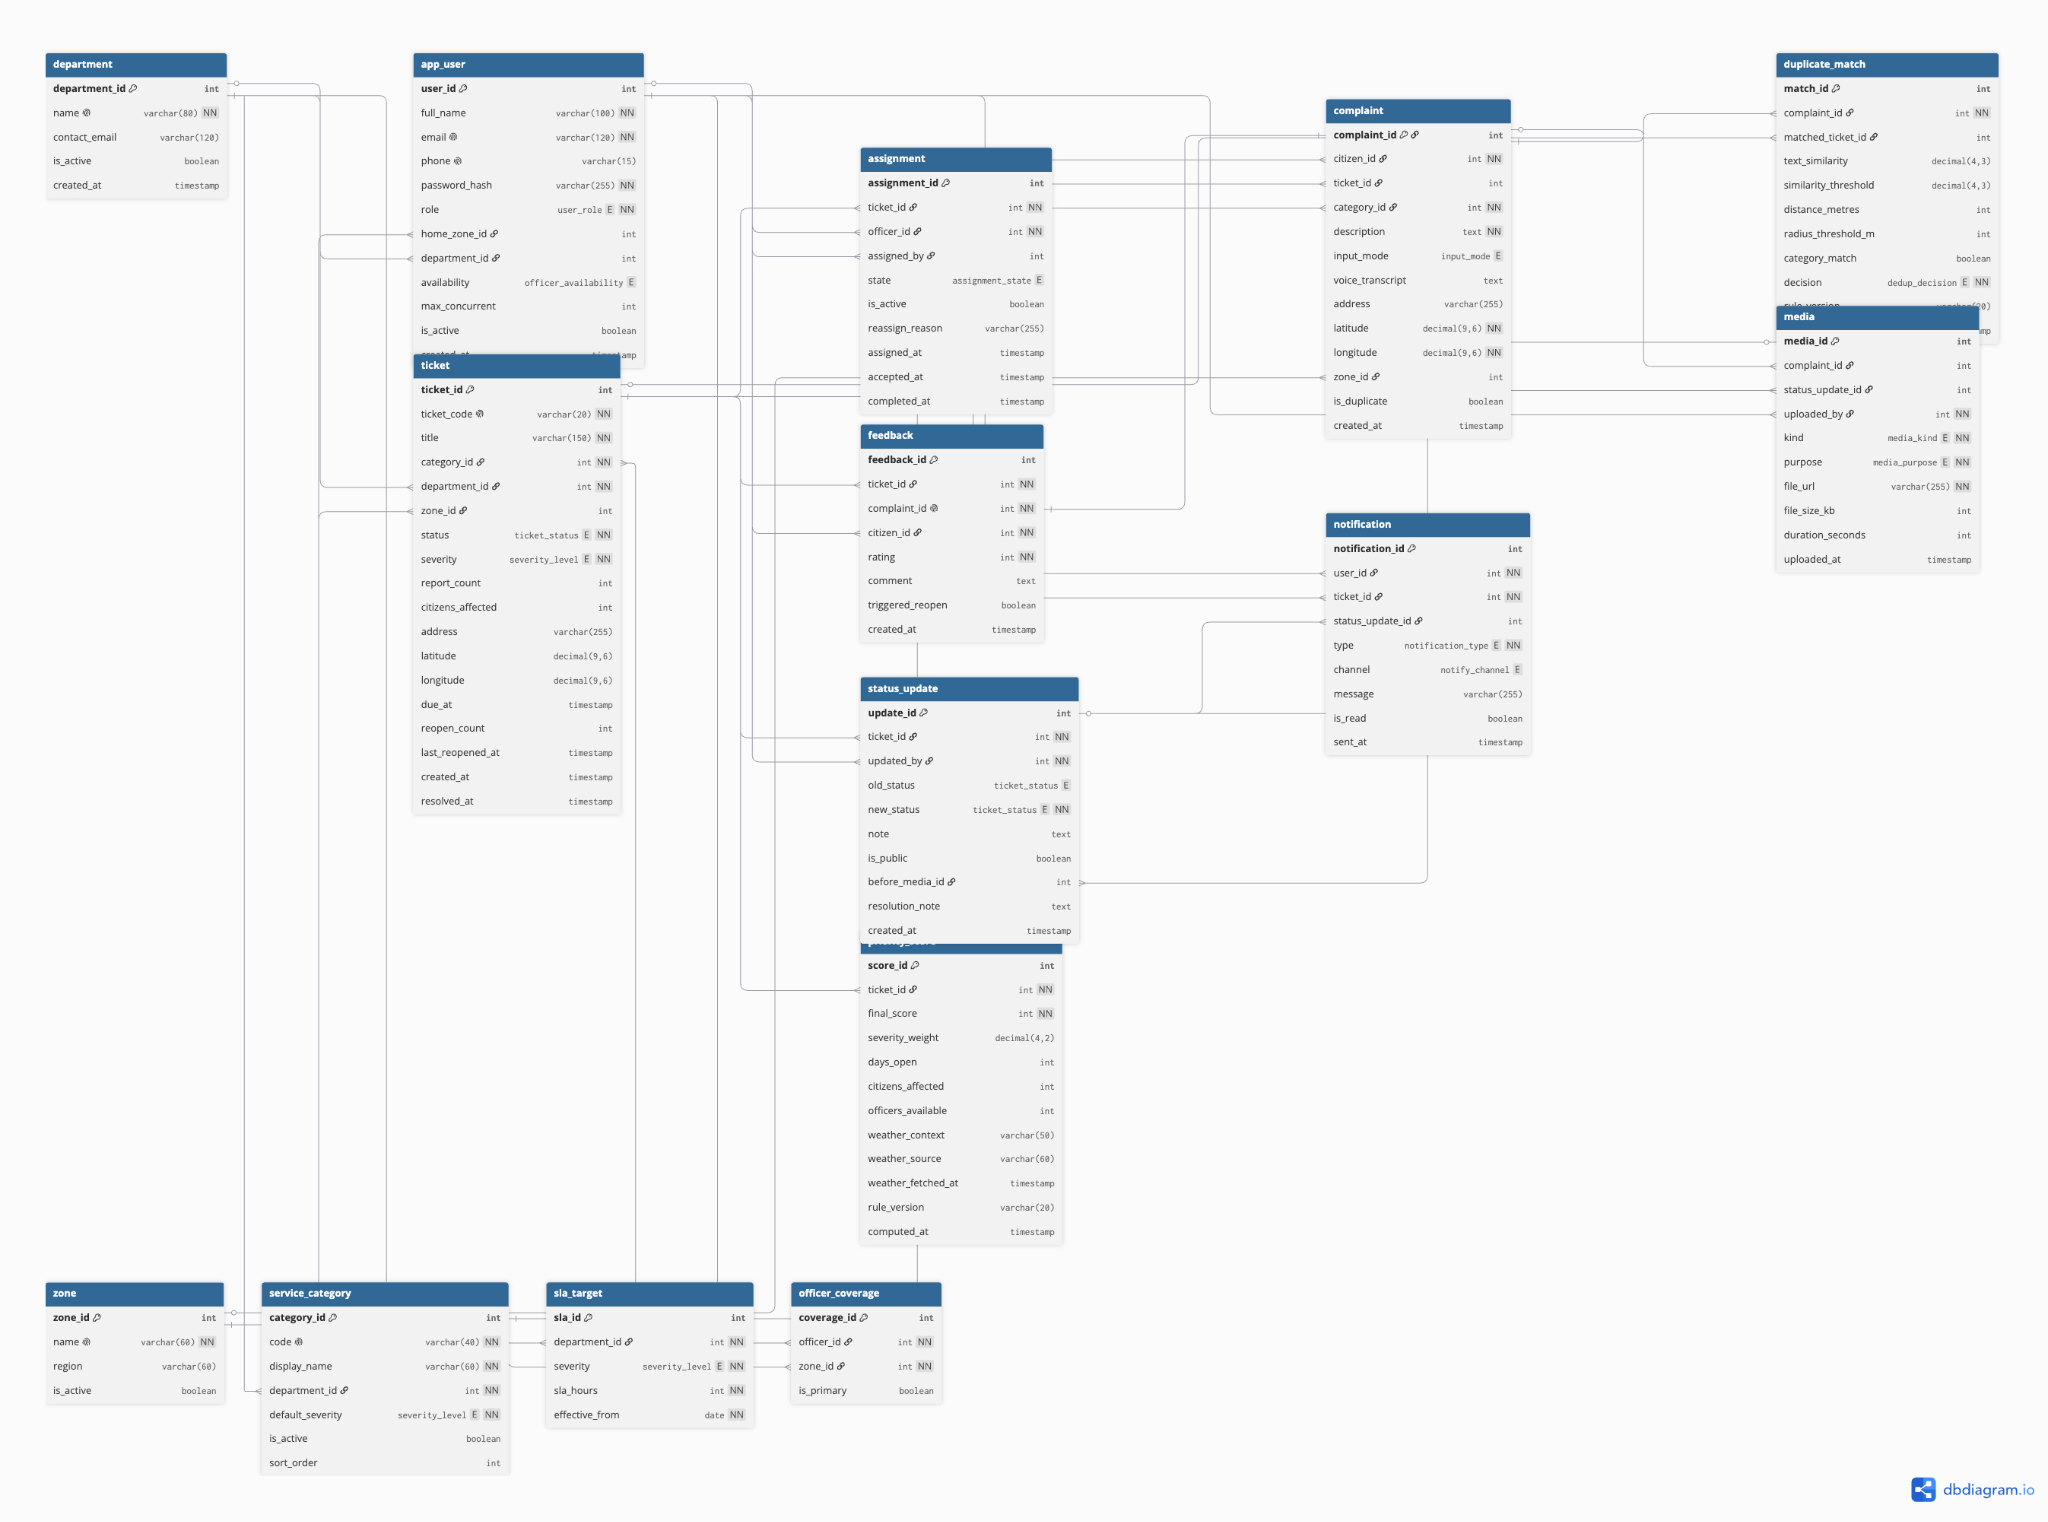 department
department_id int
name varchar(80) NN
contact_email varchar(120)
is_active boolean
created_at timestamp
app_user
user_id int
full_name varchar(100) NN
email varchar(120) NN
phone varchar(15)
password_hash varchar(255) NN
role user_role E NN
home_zone_id int
department_id int
availability officer_availability E
max_concurrent int
is_active boolean
ticket
ticket_id int
ticket_code varchar(20) NN
title varchar(150) NN
category_id int NN
department_id int NN
zone_id int
status ticket_status E NN
severity severity_level E NN
report_count int
citizens_affected int
address varchar(255)
latitude decimal(9,6)
longitude decimal(9,6)
due_at timestamp
reopen_count int
last_reopened_at timestamp
created_at timestamp
resolved_at timestamp
assignment
assignment_id int
ticket_id int NN
officer_id int NN
assigned_by int
state assignment_state E
is_active boolean
reassign_reason varchar(255)
assigned_at timestamp
accepted_at timestamp
completed_at timestamp
feedback
feedback_id int
ticket_id int NN
complaint_id int NN
citizen_id int NN
rating int NN
comment text
triggered_reopen boolean
created_at timestamp
status_update
update_id int
ticket_id int NN
updated_by int NN
old_status ticket_status E
new_status ticket_status E NN
note text
is_public boolean
before_media_id int
resolution_note text
created_at timestamp
score_id int
ticket_id int NN
final_score int NN
severity_weight decimal(4,2)
days_open int
citizens_affected int
officers_available int
weather_context varchar(50)
weather_source varchar(60)
weather_fetched_at timestamp
rule_version varchar(20)
computed_at timestamp
complaint
complaint_id int
citizen_id int NN
ticket_id int
category_id int NN
description text NN
input_mode input_mode E
voice_transcript text
address varchar(255)
latitude decimal(9,6) NN
longitude decimal(9,6) NN
zone_id int
is_duplicate boolean
created_at timestamp
notification
notification_id int
user_id int NN
ticket_id int NN
status_update_id int
type notification_type E NN
channel notify_channel E
message varchar(255)
is_read boolean
sent_at timestamp
duplicate_match
match_id int
complaint_id int NN
matched_ticket_id int
text_similarity decimal(4,3)
similarity_threshold decimal(4,3)
distance_metres int
radius_threshold_m int
category_match boolean
decision dedup_decision E NN
media
media_id int
complaint_id int
status_update_id int
uploaded_by int NN
kind media_kind E NN
purpose media_purpose E NN
file_url varchar(255) NN
file_size_kb int
duration_seconds int
uploaded_at timestamp
zone
zone_id int
name varchar(60) NN
region varchar(60)
is_active boolean
service_category
category_id int
code varchar(40) NN
display_name varchar(60) NN
department_id int NN
default_severity severity_level E NN
is_active boolean
sort_order int
sla_target
sla_id int
department_id int NN
severity severity_level E NN
sla_hours int NN
effective_from date NN
officer_coverage
coverage_id int
officer_id int NN
zone_id int NN
is_primary boolean
dbdiagram.io